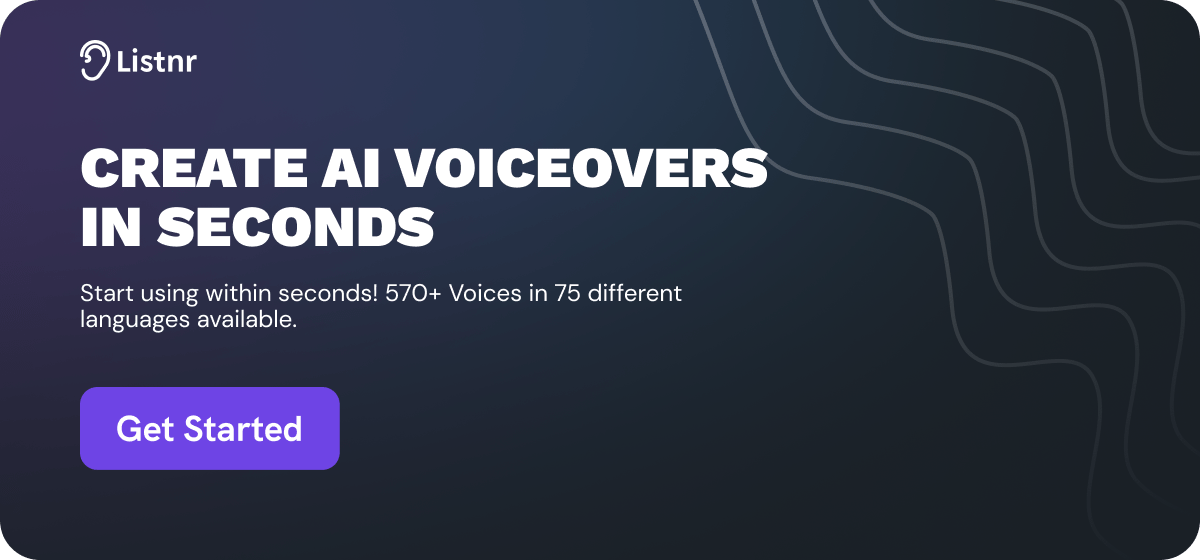 Listnr
CREATE AI VOICEOVERS
IN SECONDS
Start using within seconds! 570+ Voices in 75 different
languages available.
Get Started